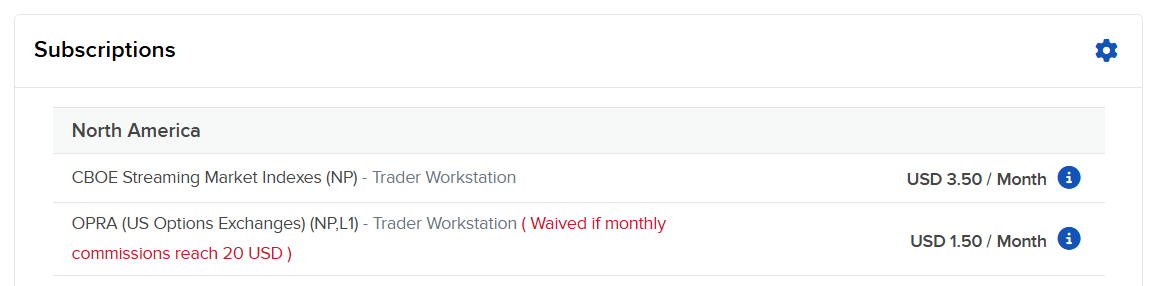 Subscriptions
North America
CBOE Streaming Market Indexes (NP) - Trader Workstation
USD 3.50 / Month
OPRA (US Options Exchanges) (NP,L1) - Trader Workstation ( Waived if monthly
commissions reach 20 USD )
USD 1.50 / Month